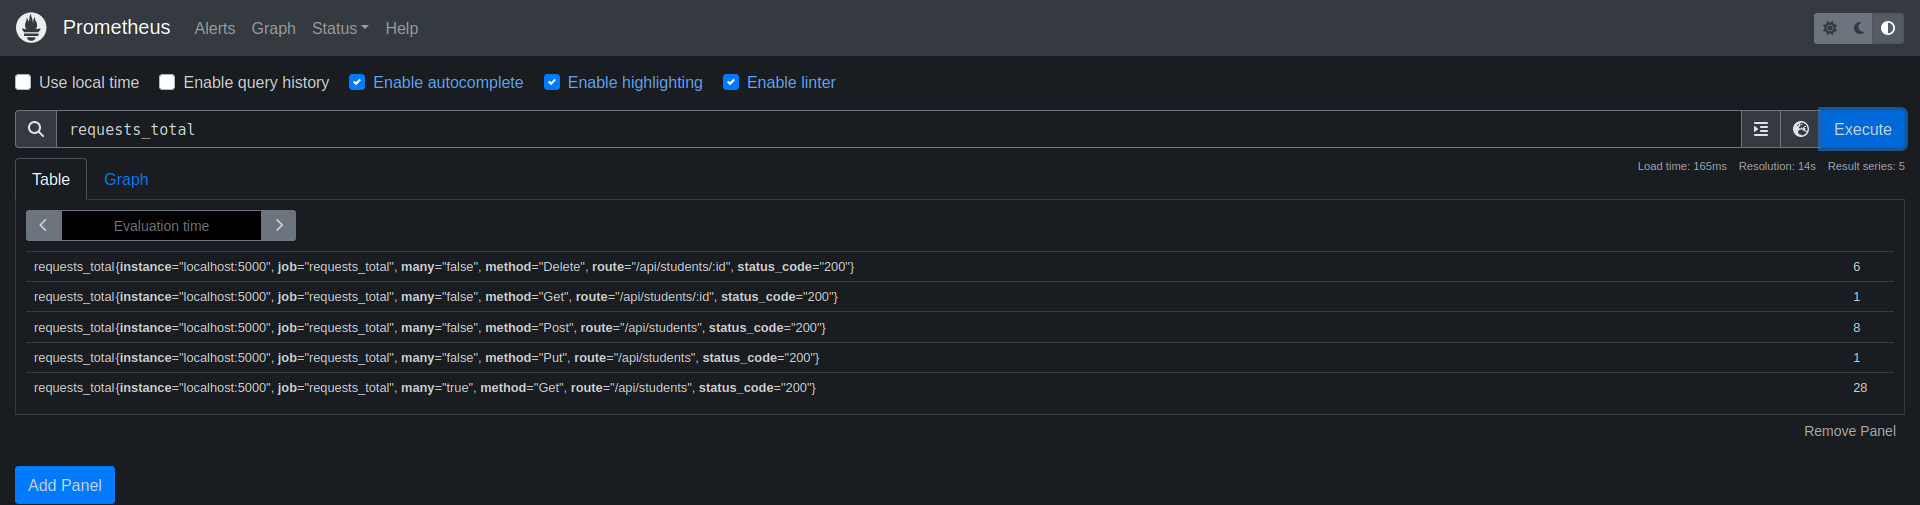 Prometheus Alerts Graph Status Help
Use local time Enable query history Enable autocomplete Enable highlighting Enable linter
requests_total Execute
Table Graph Load time: 165ms Resolution: 14s Result series: 5
Evaluation time
requests_total{instance="localhost:5000", job="requests_total", many="false", method="Delete", route="/api/students/:id", status_code="200"} 6
requests_total{instance="localhost:5000", job="requests_total", many="false", method="Get", route="/api/students/:id", status_code="200"} 1
requests_total{instance="localhost:5000", job="requests_total", many="false", method="Post", route="/api/students", status_code="200"} 8
requests_total{instance="localhost:5000", job="requests_total", many="false", method="Put", route="/api/students", status_code="200"} 1
requests_total{instance="localhost:5000", job="requests_total", many="true", method="Get", route="/api/students", status_code="200"} 28
Remove Panel
Add Panel